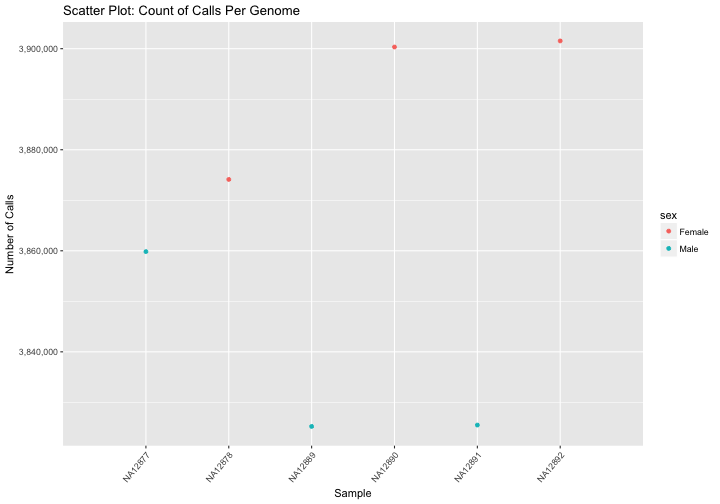 Scatter Plot: Count of Calls Per Genome
Number of Calls
3,900,000
3,880,000
3,860,000
3,840,000
NA12877
NA12878
NA12889
NA12890
NA12891
NA12892
Sample
sex
Female
Male